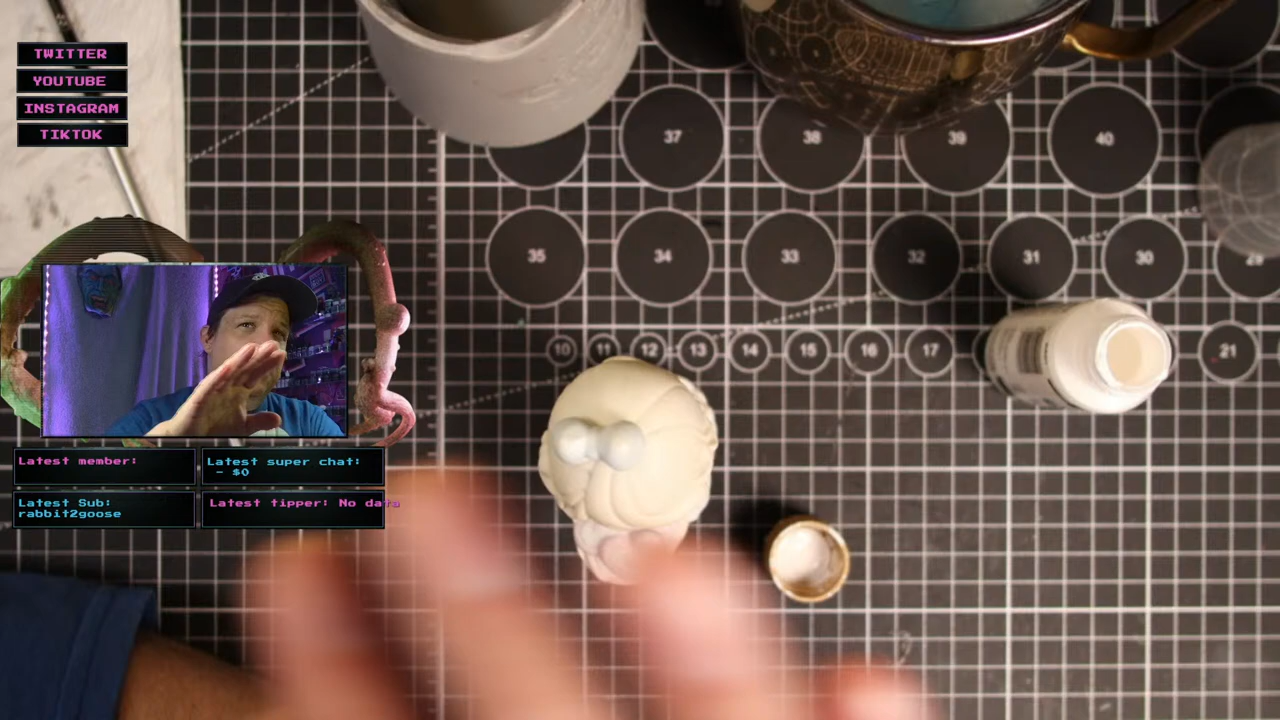 TWITTER
YOUTUBE
INSTAGRAM
TIKTOK
37
38
39
40
35
34
33
32
31
30
29
10
11
12
13
14
15
16
17
21
Latest member:
Latest super chat:
- $0
Latest Sub:
rabbit2goose
Latest tipper: No data